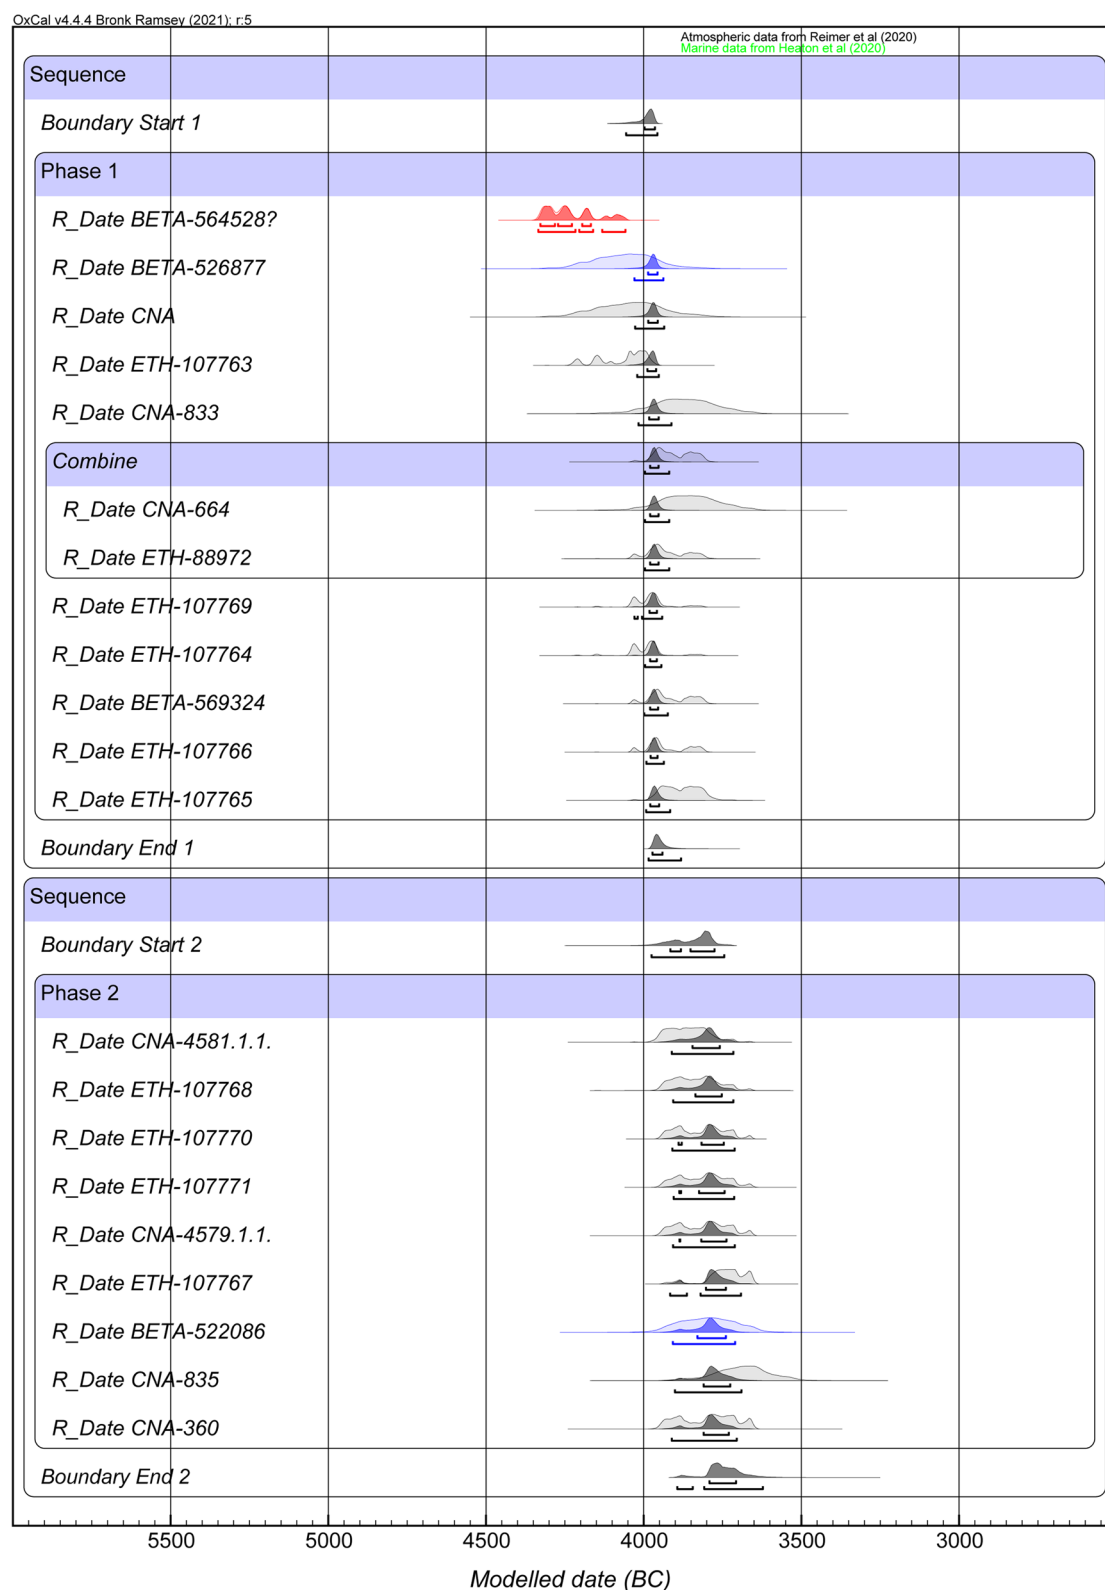 OxCal v4.4.4 Bronk Ramsey (2021); r:5
Atmospheric data from Reimer et al (2020)
Marine data from Heaton et al (2020)
Sequence
Boundary Start 1
Phase 1
R_Date BETA-564528?
R_Date BETA-526877
R_Date CNA
R_Date ETH-107763
R_Date CNA-833
Combine
R_Date CNA-664
R_Date ETH-88972
R_Date ETH-107769
R_Date ETH-107764
R_Date BETA-569324
R_Date ETH-107766
R_Date ETH-107765
Boundary End 1
Sequence
Boundary Start 2
Phase 2
R_Date CNA-4581.1.1.
R_Date ETH-107768
R_Date ETH-107770
R_Date ETH-107771
R_Date CNA-4579.1.1.
R_Date ETH-107767
R_Date BETA-522086
R_Date CNA-835
R_Date CNA-360
Boundary End 2
5500 5000 4500 4000 3500 3000
Modelled date (BC)